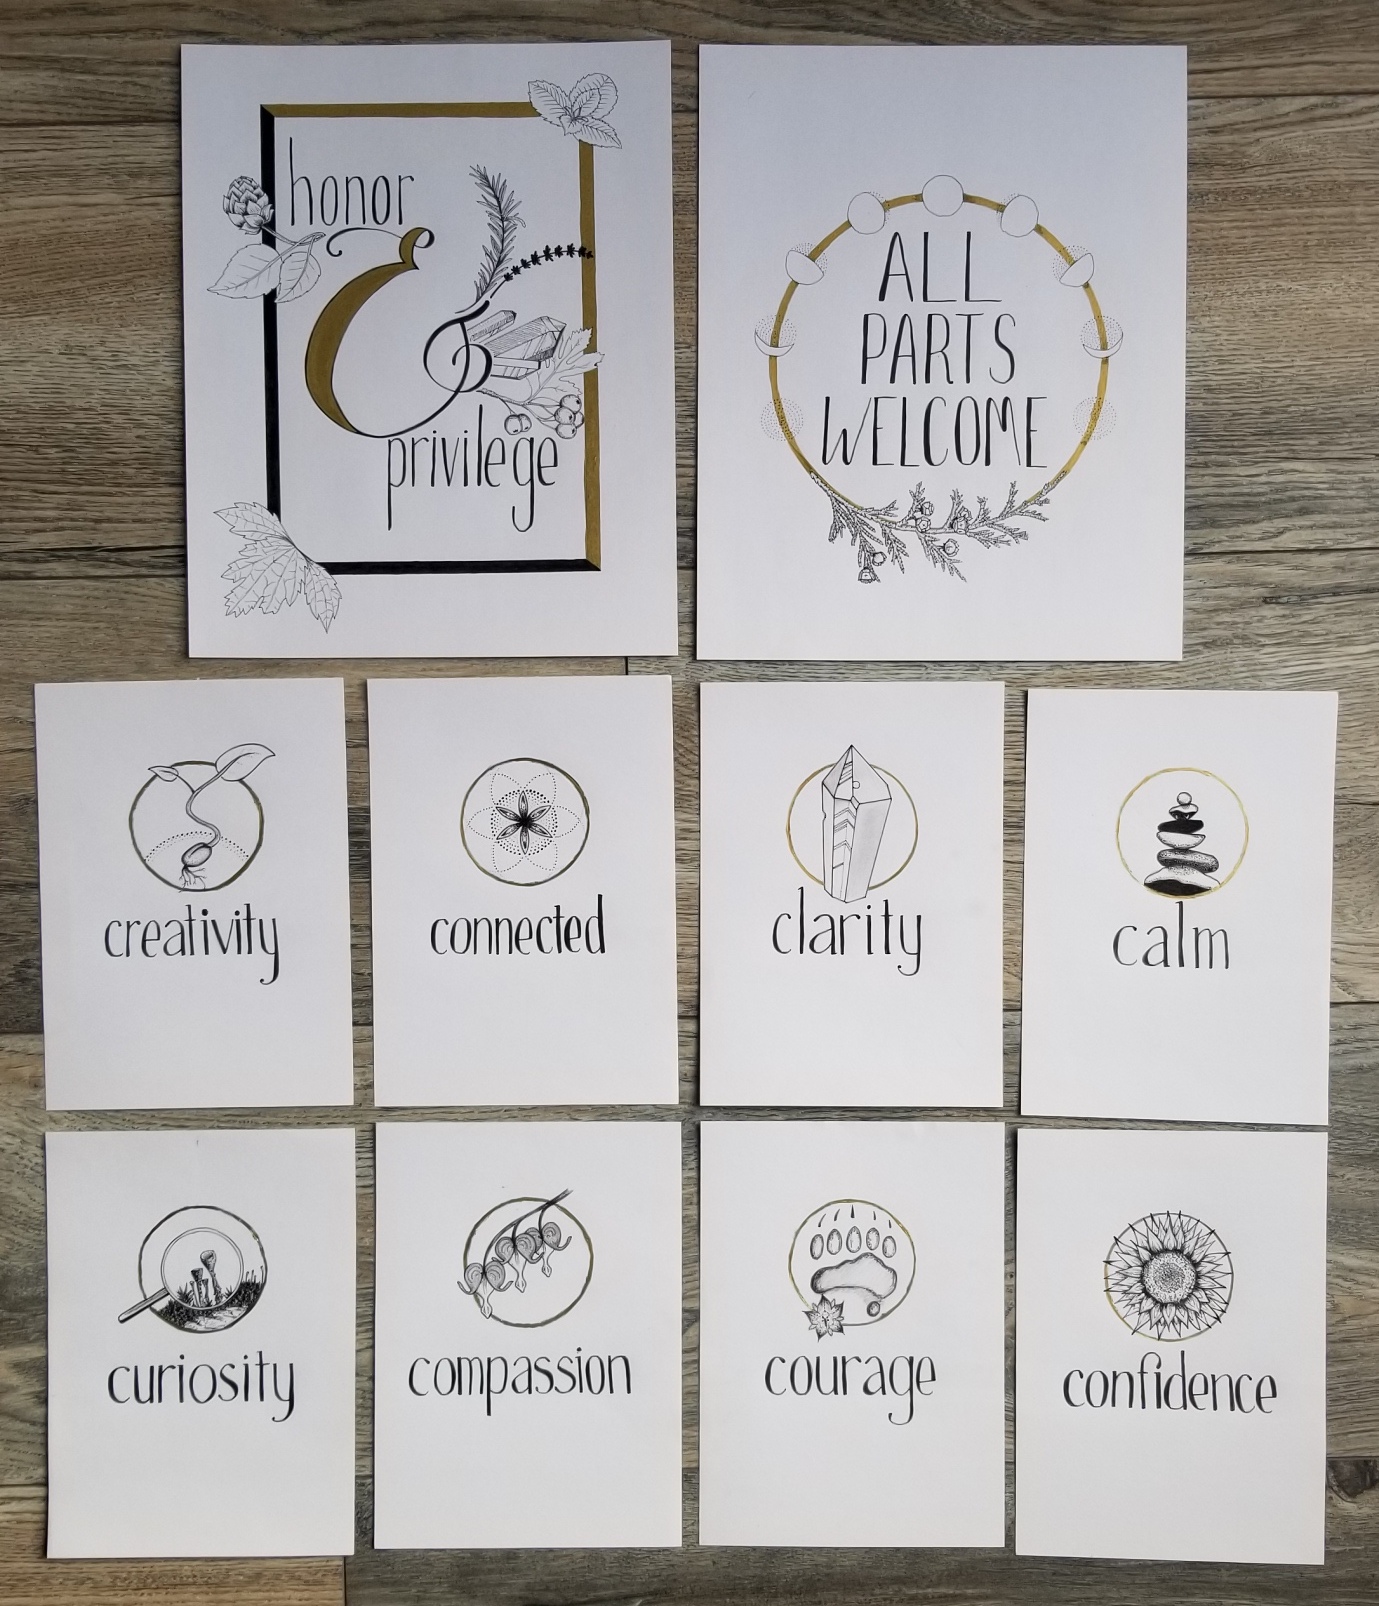 honor
&
privilege
ALL
PARTS
WELCOME
creativity
connected
clarity
calm
curiosity
compassion
courage
confidence